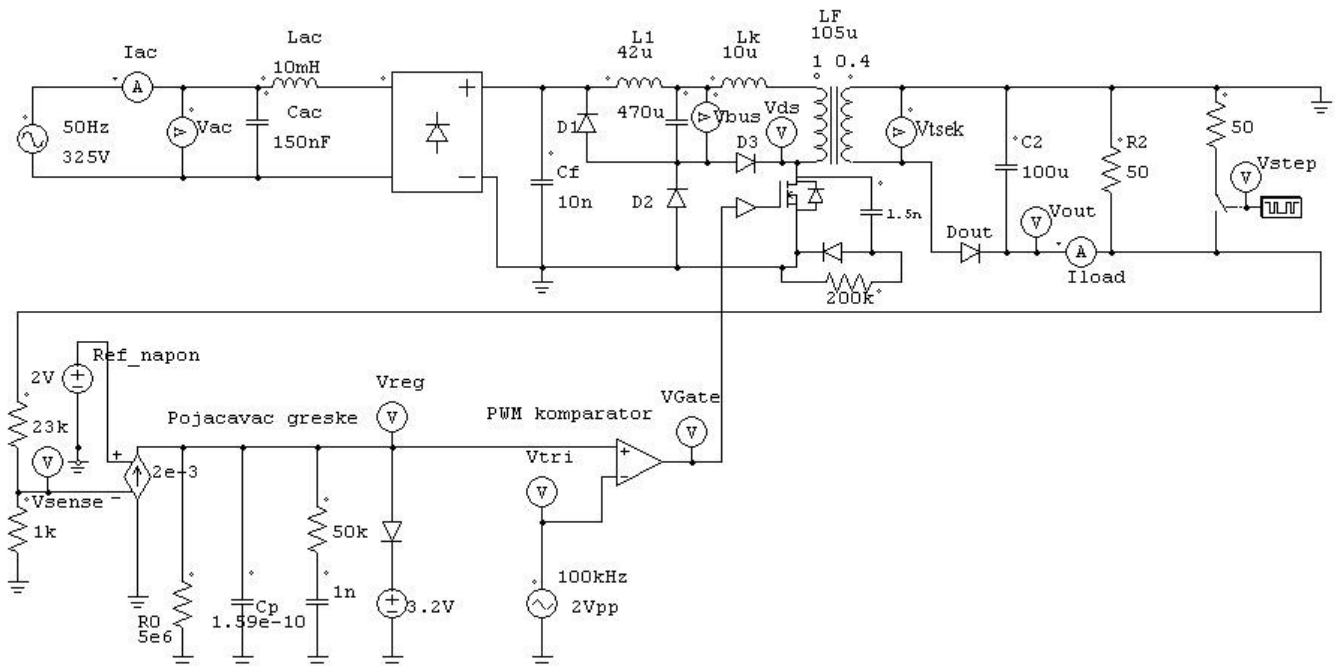 Iac
A
50Hz
325V
V
Vac
Lac
10mH
Cac
150nF
+
−
Cf
10n
D1
D2
L1
42u
470u
V
Vbus
Lk
10u
D3
Vds
V
LF
105u
1 0.4
V
Vtsek
1.5n
200k
Dout
C2
100u
Vout
V
A
Iload
R2
50
50
Vstep
V
Ref_napon
2V
+
−
23k
V
Vsense
1k
+
−
2e-3
Pojacavac greske
Vreg
V
R0
5e6
Cp
1.59e-10
50k
1n
+
−
3.2V
PWM komparator
+
−
Vtri
V
VGate
V
100kHz
2Vpp